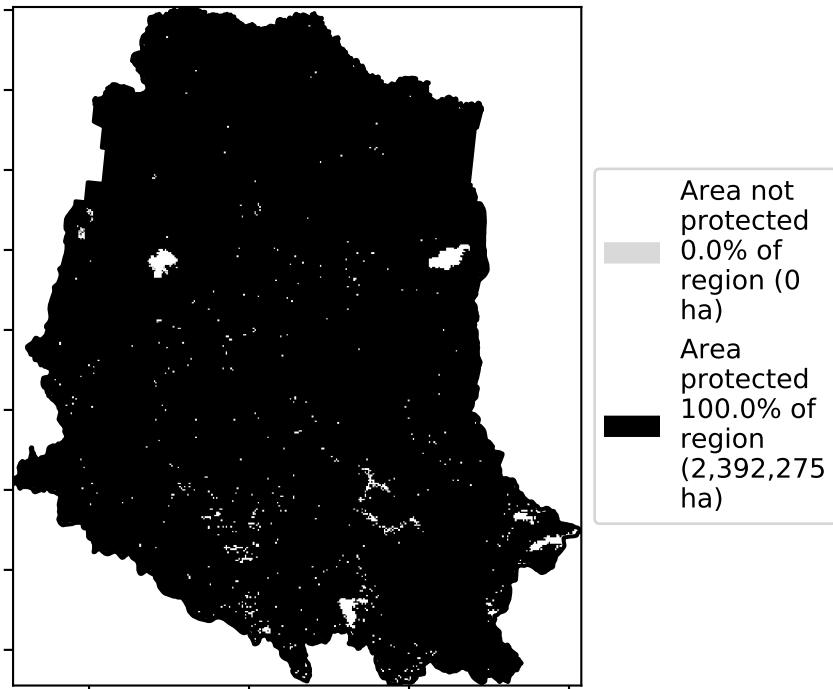 Area not
protected
0.0% of
region (0
ha)
Area
protected
100.0% of
region
(2,392,275
ha)